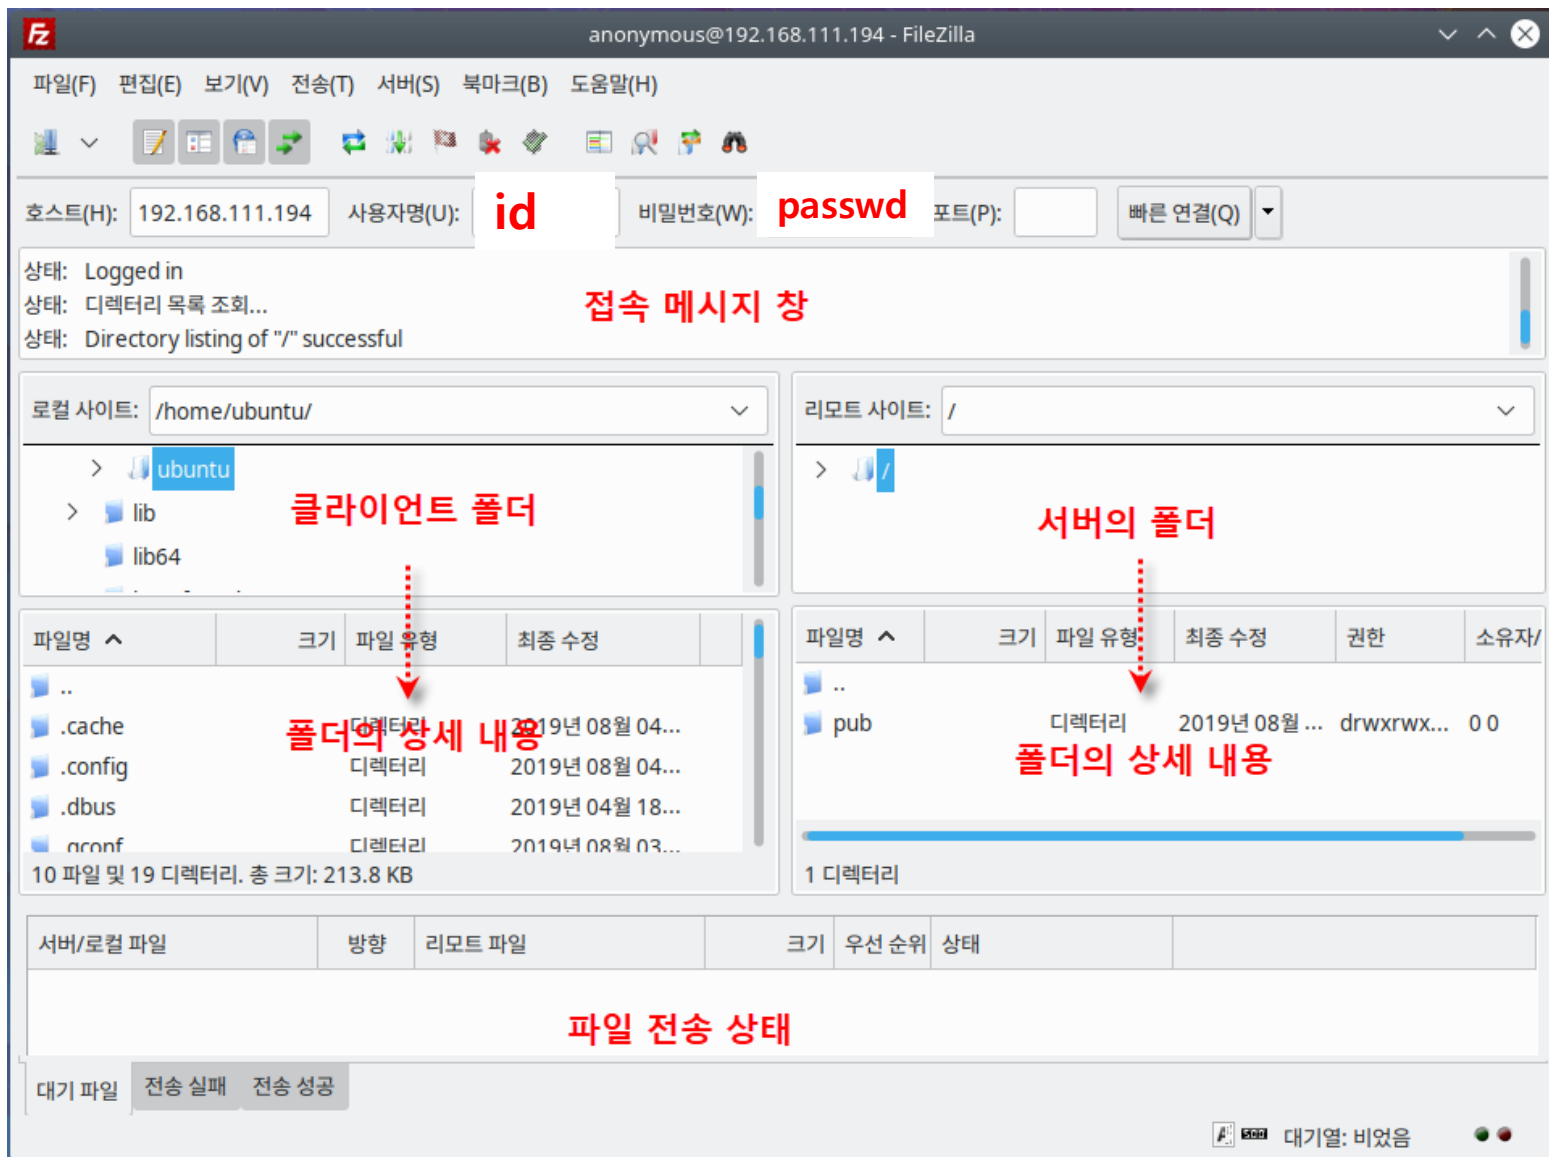 anonymous@192.168.111.194 - FileZilla
파일(F) 편집(E) 보기(V) 전송(T) 서버(S) 북마크(B) 도움말(H)
호스트(H): 192.168.111.194 사용자명(U): id 비밀번호(W): passwd 포트(P): 빠른 연결(Q)
상태: Logged in
상태: 디렉터리 목록 조회...
상태: Directory listing of "/" successful
접속 메시지 창
로컬 사이트: /home/ubuntu/
ubuntu
lib
lib64
클라이언트 폴더
리모트 사이트: /
/
서버의 폴더
파일명 크기 파일 유형 최종 수정
..
.cache 디렉터리 2019년 08월 04...
.config 디렉터리 2019년 08월 04...
.dbus 디렉터리 2019년 04월 18...
.gconf 디렉터리 2019년 08월 03...
폴더의 상세 내용
10 파일 및 19 디렉터리. 총 크기: 213.8 KB
파일명 크기 파일 유형 최종 수정 권한 소유자/
..
pub 디렉터리 2019년 08월 ... drwxrwx... 0 0
폴더의 상세 내용
1 디렉터리
서버/로컬 파일 방향 리모트 파일 크기 우선 순위 상태
파일 전송 상태
대기 파일 전송 실패 전송 성공
대기열: 비었음